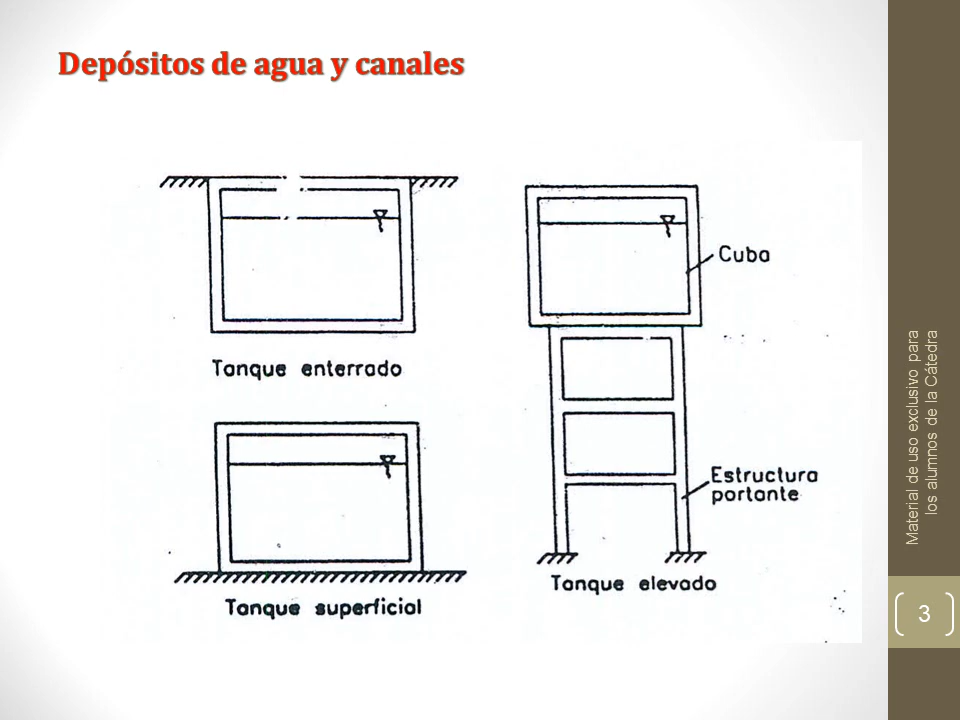 Depósitos de agua y canales
Tanque enterrado
Cuba
Estructura
portante
Tanque superficial
Tanque elevado
Material de uso exclusivo para
los alumnos de la Cátedra
3